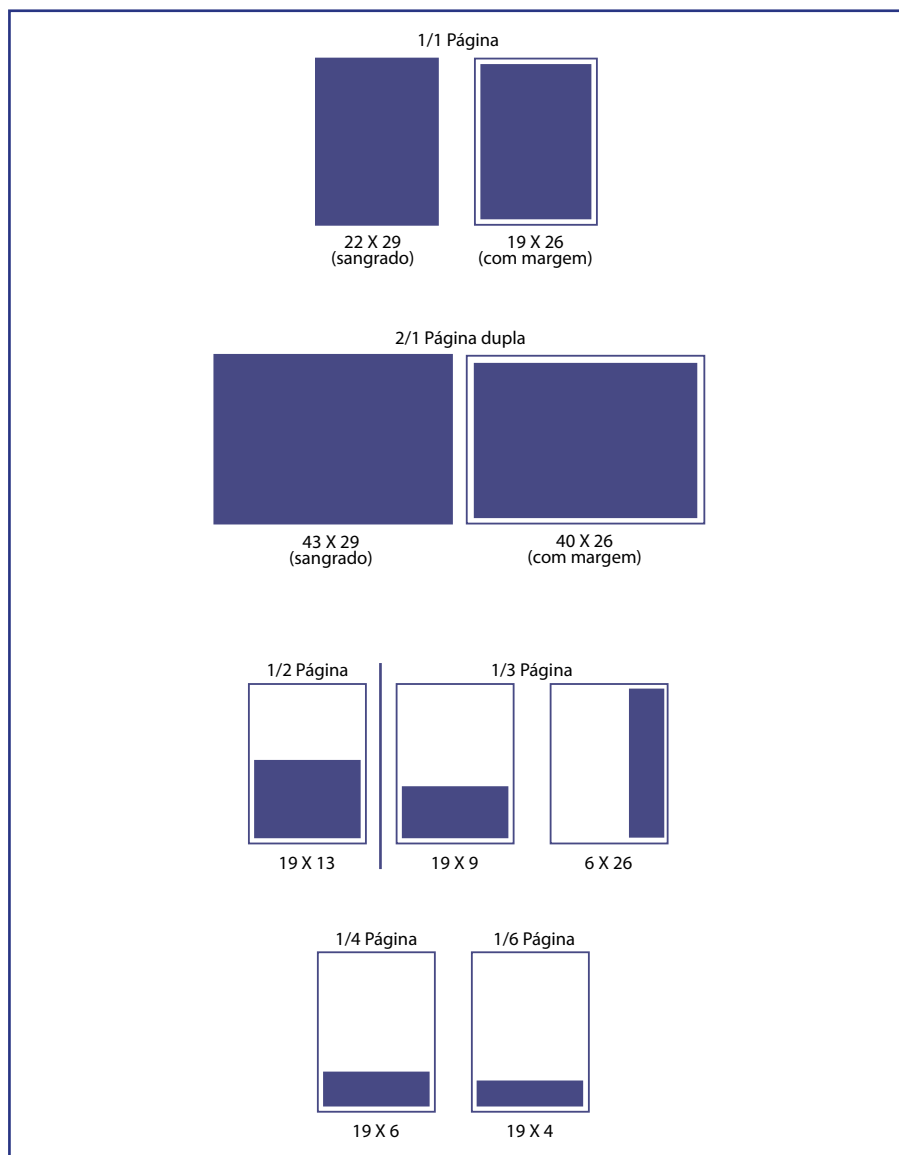 1/1 Página
22 X 29
(sangrado)
19 X 26
(com margem)
2/1 Página dupla
43 X 29
(sangrado)
40 X 26
(com margem)
1/2 Página
19 X 13
1/3 Página
19 X 9
6 X 26
1/4 Página
19 X 6
1/6 Página
19 X 4